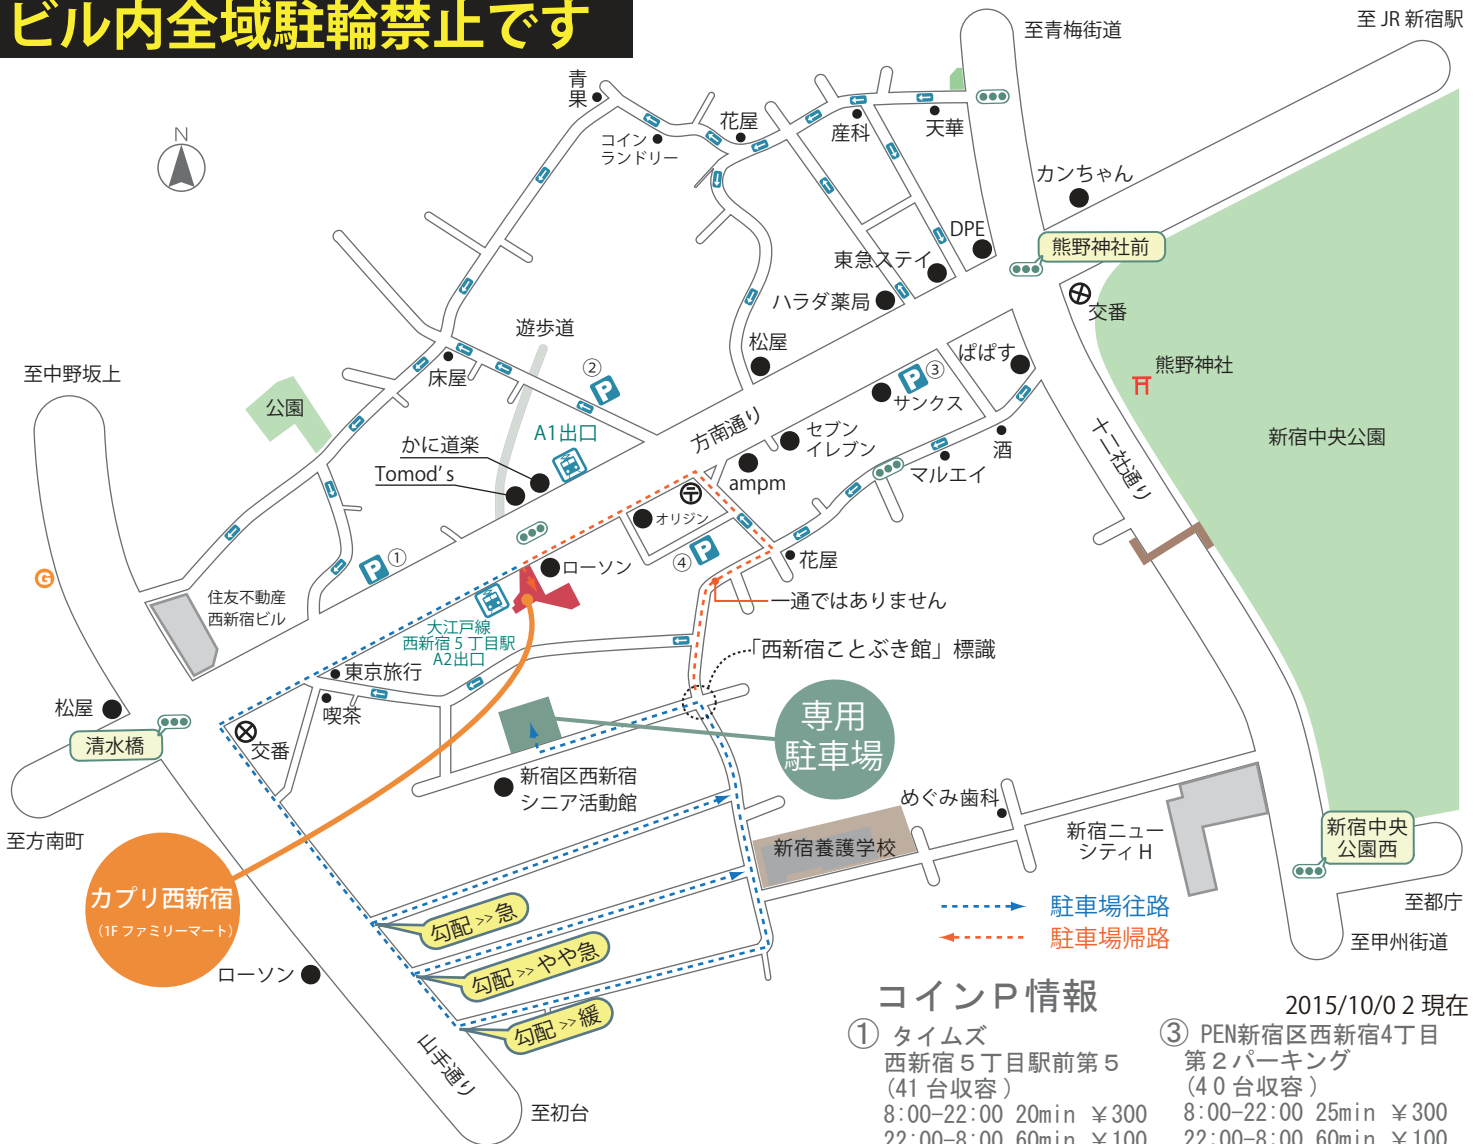 ビル内全域駐輪禁止です
至青梅街道
至 JR 新宿駅
N
青果
コイン
ランドリー
花屋
産科
天華
カンちゃん
DPE
熊野神社前
東急ステイ
ハラダ薬局
交番
遊歩道
松屋
ぱぱす
熊野神社
至中野坂上
床屋
②
P
P
③
サンクス
公園
A1出口
方南通り
セブン
イレブン
酒
十二社通り
新宿中央公園
かに道楽
Tomod's
ampm
マルエイ
オリジン
P
①
④
P
花屋
ローソン
G
住友不動産
西新宿ビル
大江戸線
西新宿５丁目駅
A2出口
一通ではありません
「西新宿ことぶき館」標識
東京旅行
喫茶
松屋
清水橋
交番
専用
駐車場
新宿区西新宿
シニア活動館
めぐみ歯科
新宿ニュー
シティ H
新宿中央
公園西
至方南町
新宿養護学校
カプリ西新宿
（1F ファミリーマート）
勾配 >> 急
勾配 >> やや急
勾配 >> 緩
駐車場往路
駐車場帰路
至都庁
至甲州街道
ローソン
山手通り
至初台
コインＰ情報
2015/10/0 2 現在
① タイムズ
西新宿５丁目駅前第５
(41 台収容 )
8:00-22:00 20min ￥300
22:00-8:00 60min ￥100
③ PEN新宿区西新宿4丁目
第２パーキング
(４０ 台収容 )
8:00-22:00 25min ￥300
22:00-8:00 60min ￥100